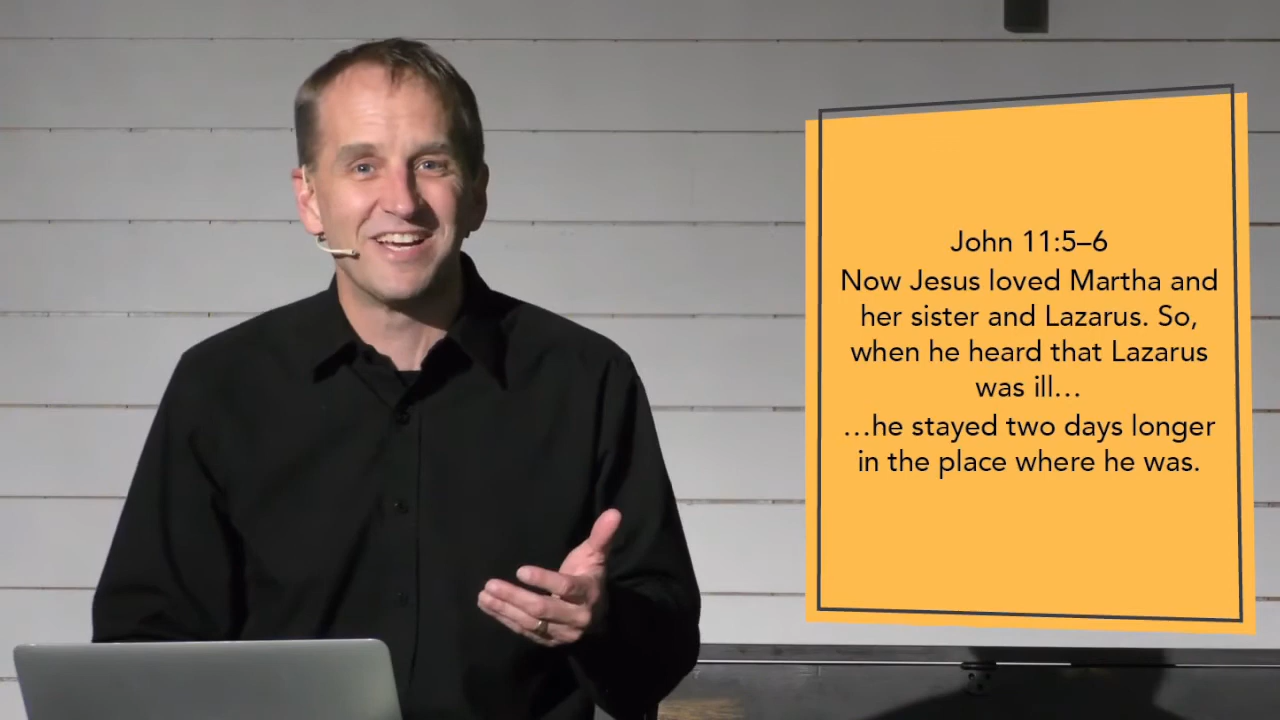 John 11:5–6
Now Jesus loved Martha and
her sister and Lazarus. So,
when he heard that Lazarus
was ill…
…he stayed two days longer
in the place where he was.